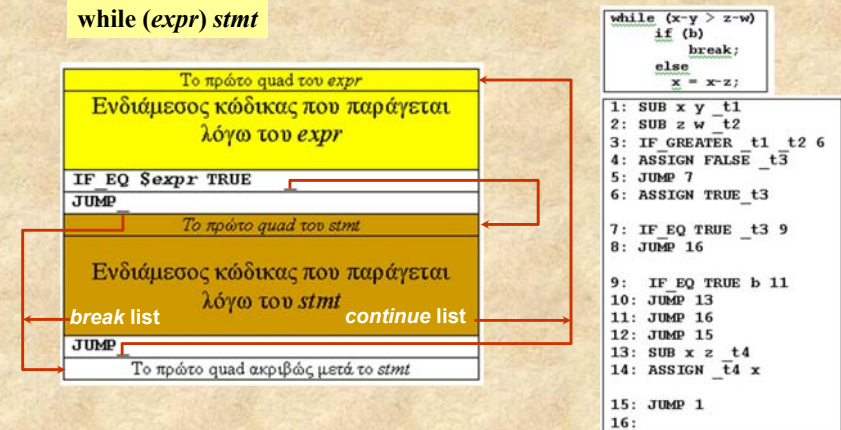 while (expr) stmt
Το πρώτο quad του expr
Ενδιάμεσος κώδικας που παράγεται
λόγω του expr
IF_EQ $expr TRUE _
JUMP _
Το πρώτο quad του stmt
Ενδιάμεσος κώδικας που παράγεται
λόγω του stmt
break list
continue list
JUMP _
Το πρώτο quad ακριβώς μετά το stmt
while (x-y > z-w)
if (b)
break;
else
x = x-z;
1: SUB x y _t1
2: SUB z w _t2
3: IF_GREATER _t1 _t2 6
4: ASSIGN FALSE _t3
5: JUMP 7
6: ASSIGN TRUE _t3
7: IF_EQ TRUE _t3 9
8: JUMP 16
9: IF_EQ TRUE b 11
10: JUMP 13
11: JUMP 16
12: JUMP 15
13: SUB x z _t4
14: ASSIGN _t4 x
15: JUMP 1
16: